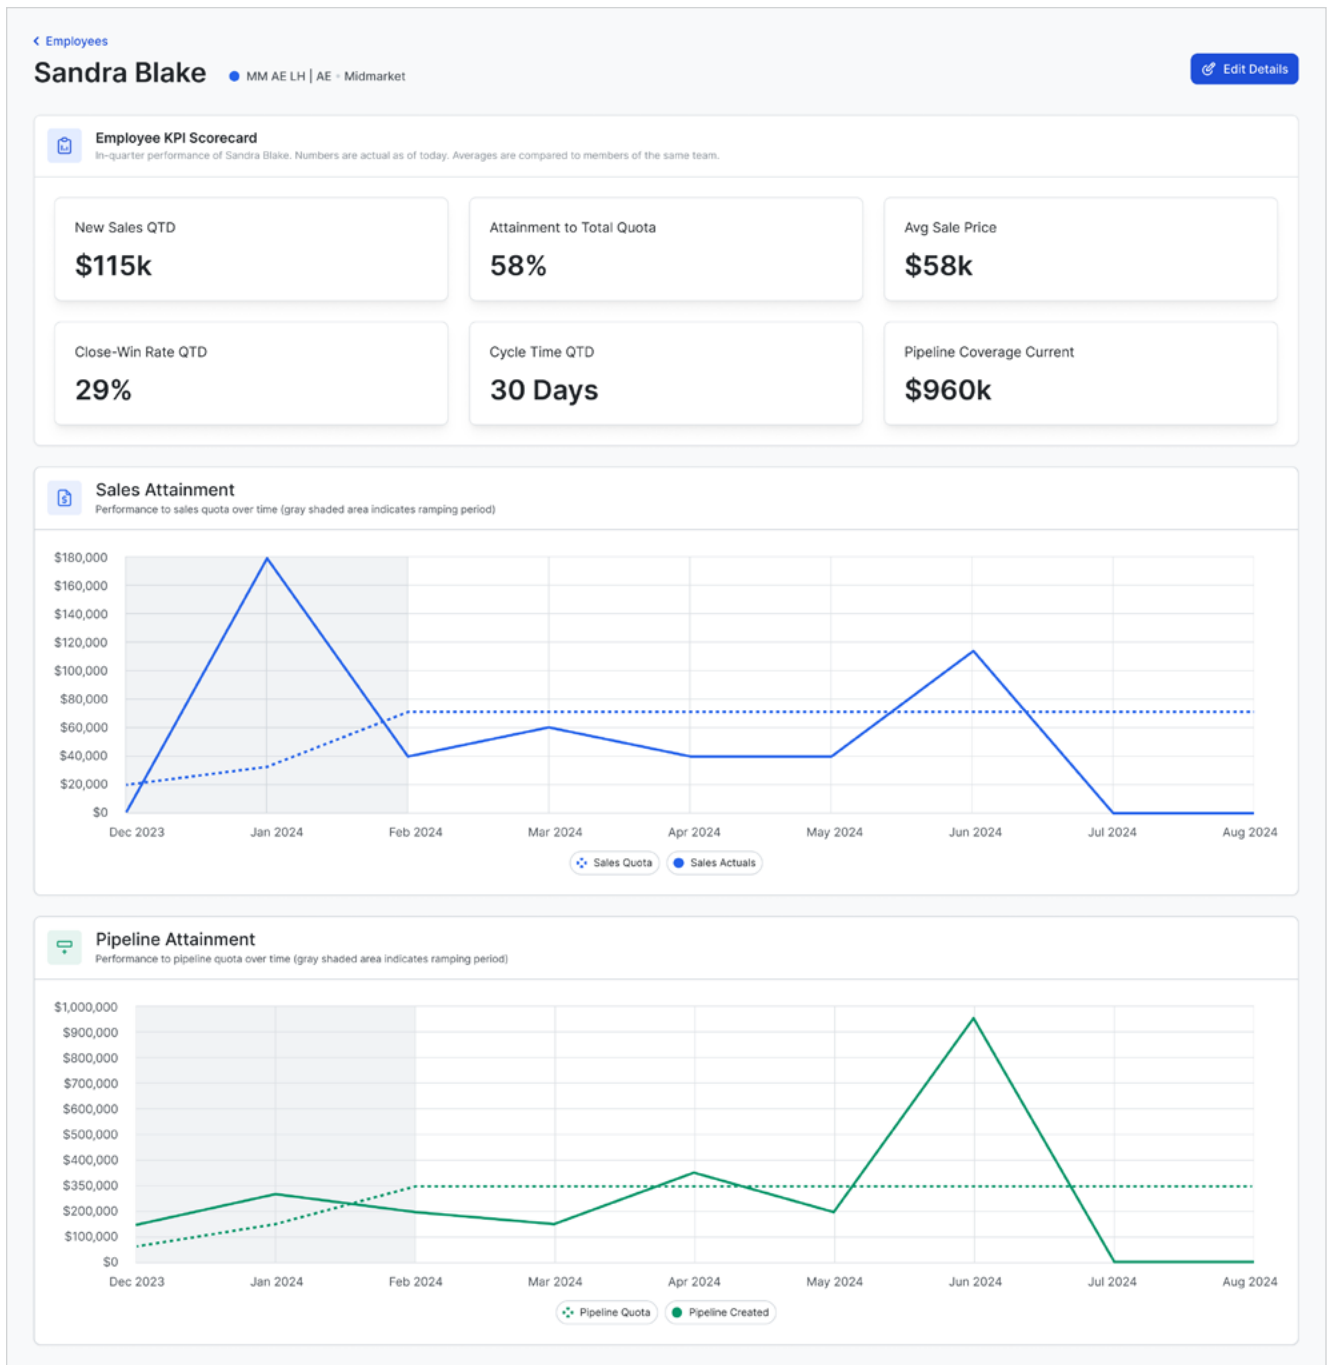 Employees
Sandra Blake
MM AE LH | AE • Midmarket
Edit Details
Employee KPI Scorecard
In-quarter performance of Sandra Blake. Numbers are actual as of today. Averages are compared to members of the same team.
New Sales QTD
$115k
Attainment to Total Quota
58%
Avg Sale Price
$58k
Close-Win Rate QTD
29%
Cycle Time QTD
30 Days
Pipeline Coverage Current
$960k
Sales Attainment
Performance to sales quota over time (gray shaded area indicates ramping period)
$180,000
$160,000
$140,000
$120,000
$100,000
$80,000
$60,000
$40,000
$20,000
$0
Dec 2023 Jan 2024 Feb 2024 Mar 2024 Apr 2024 May 2024 Jun 2024 Jul 2024 Aug 2024
Sales Quota Sales Actuals
Pipeline Attainment
Performance to pipeline quota over time (gray shaded area indicates ramping period)
$1,000,000
$900,000
$800,000
$700,000
$600,000
$500,000
$400,000
$350,000
$200,000
$100,000
$0
Dec 2023 Jan 2024 Feb 2024 Mar 2024 Apr 2024 May 2024 Jun 2024 Jul 2024 Aug 2024
Pipeline Quota Pipeline Created